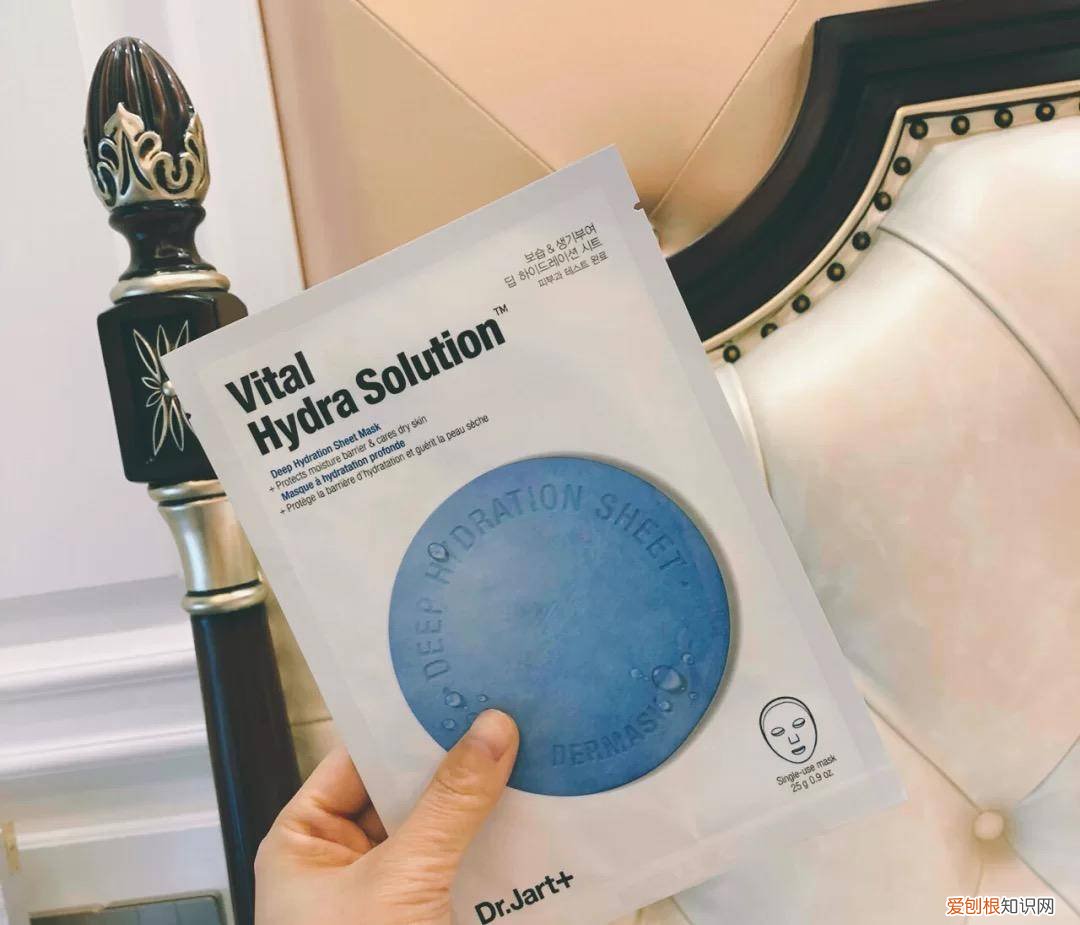 보습 & 생기부여
딥 하이드레이션 시트
피부과 테스트 완료
Vital
Hydra Solution™
Deep Hydration Sheet Mask
+ Protects moisture barrier & cares dry skin
Masque à hydratation profonde
+ Protège la barrière d'hydratation et guérit la peau sèche
DEEP HYDRATION SHEET
DERMASK
Single-use mask
25 g 0.9 oz
Dr.Jart+
爱刨根知识网